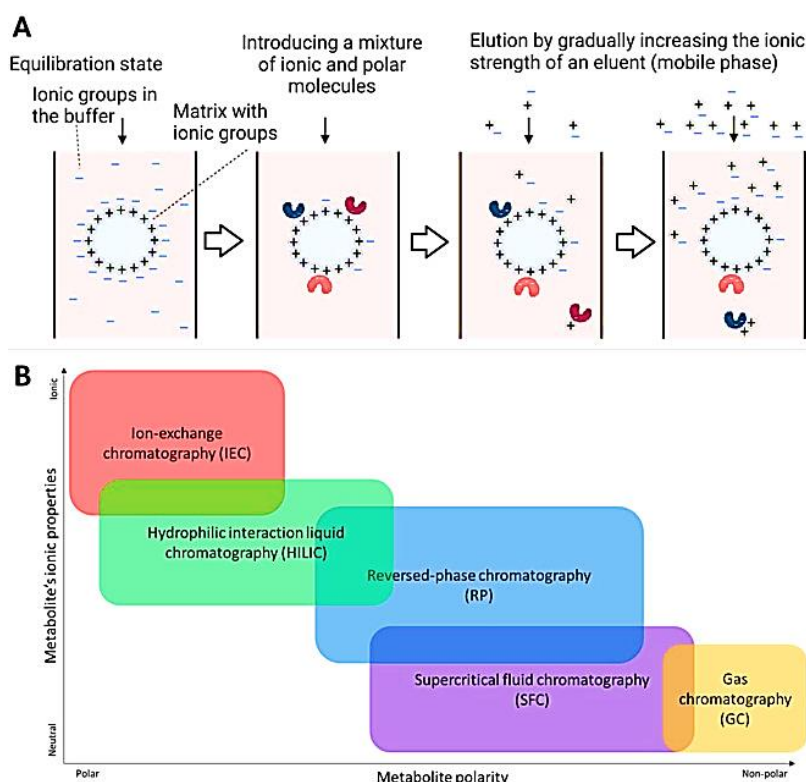 A
Equilibration state
Ionic groups in
the buffer
Matrix with
ionic groups
Introducing a mixture
of ionic and polar
molecules
Elution by gradually increasing the ionic
strength of an eluent (mobile phase)
B
Metabolite's ionic properties
Ionic
Neutral
Ion-exchange
chromatography (IEC)
Hydrophilic interaction liquid
chromatography (HILIC)
Reversed-phase chromatography
(RP)
Supercritical fluid chromatography
(SFC)
Gas
chromatography
(GC)
Polar
Metabolite polarity
Non-polar